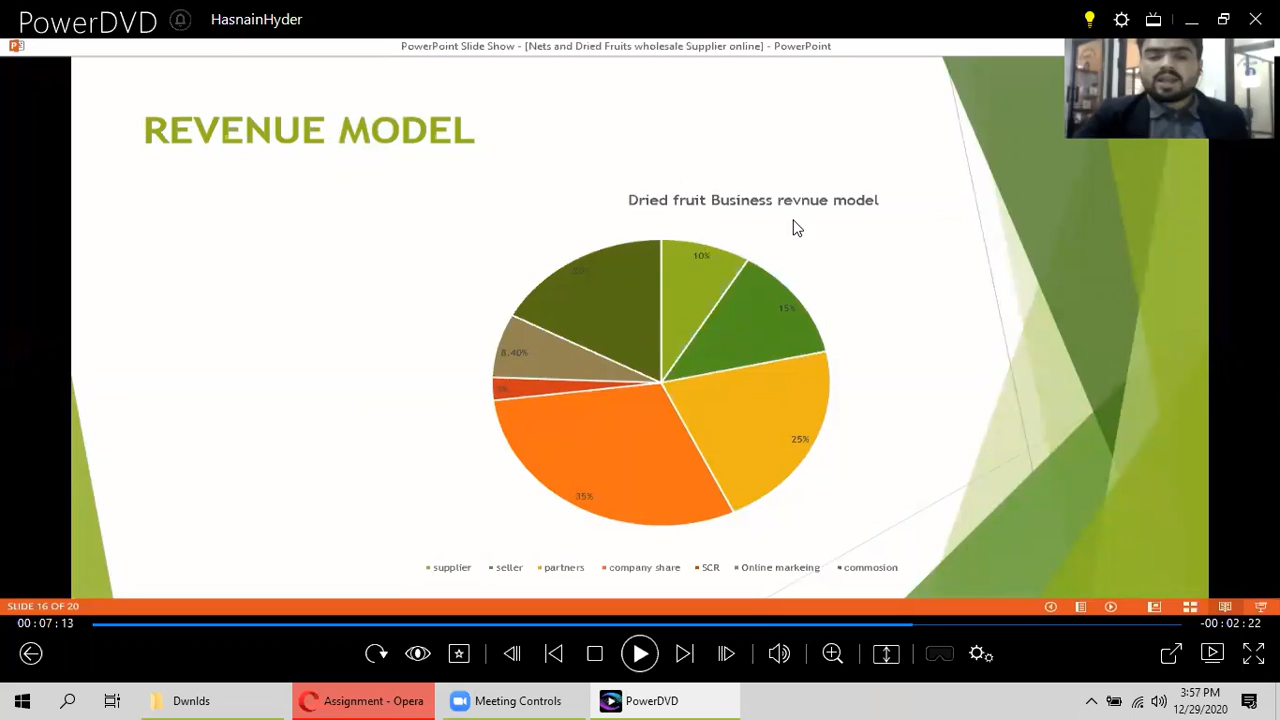 PowerDVD
HasnainHyder
PowerPoint Slide Show - [Nets and Dried Fruits wholesale Supplier online] - PowerPoint
REVENUE MODEL
Dried fruit Business revnue model
10%
15%
8.40%
25%
35%
supplier seller partners company share SCR Online markeing commosion
SLIDE 16 OF 20
00 : 07 : 13
-00 : 02 : 22
Dwnlds
Assignment - Opera
Meeting Controls
PowerDVD
3:57 PM
12/29/2020